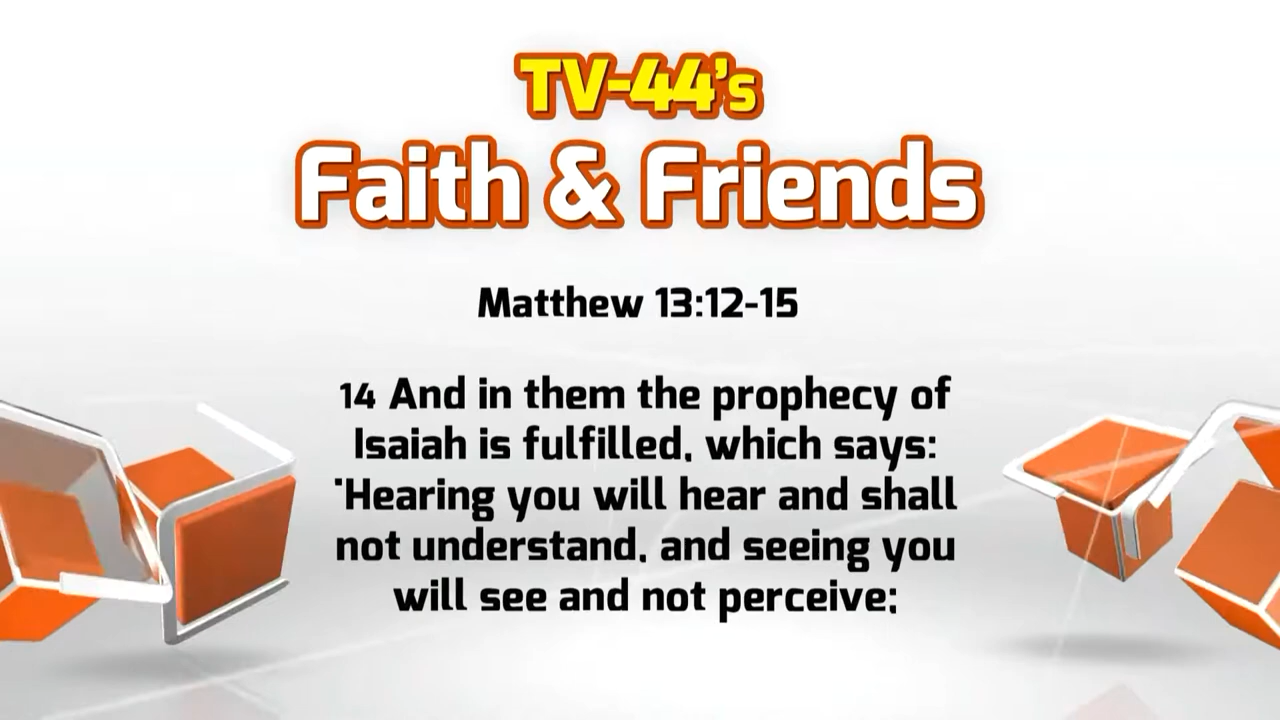 TV-44's
Faith & Friends
Matthew 13:12-15
14 And in them the prophecy of
Isaiah is fulfilled, which says:
'Hearing you will hear and shall
not understand, and seeing you
will see and not perceive;